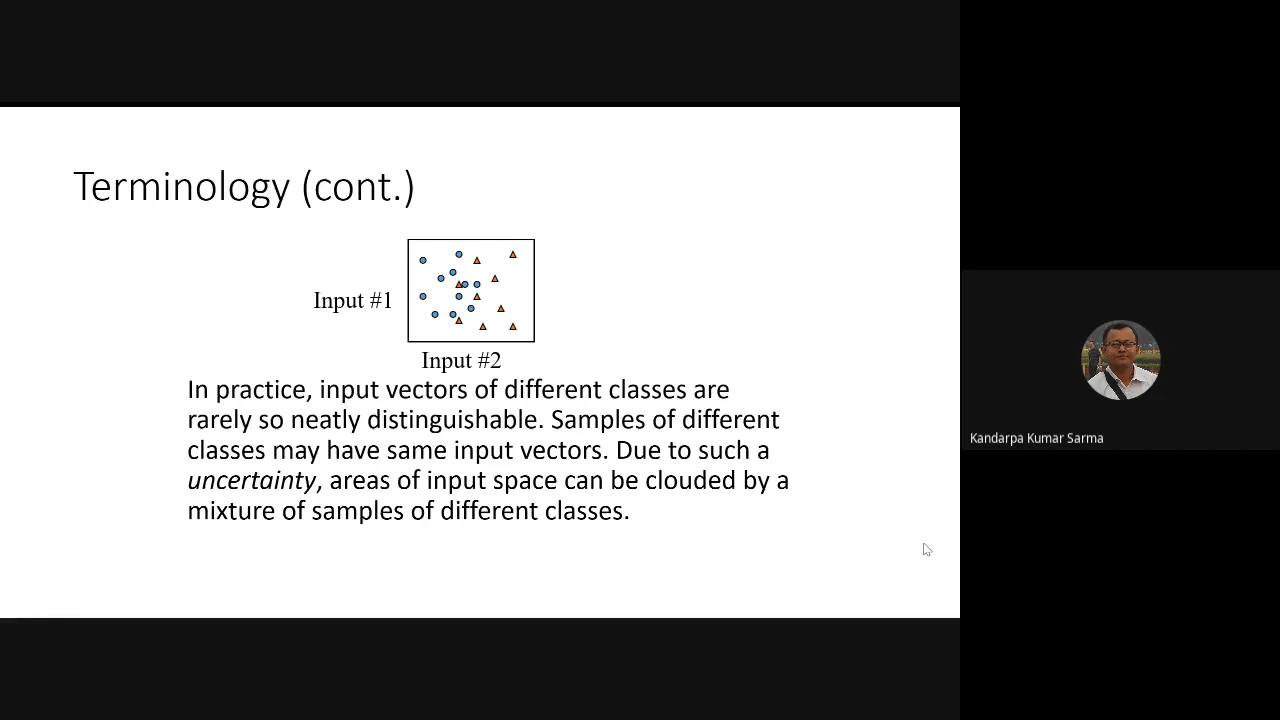 Terminology (cont.)
Input #1
Input #2
In practice, input vectors of different classes are
rarely so neatly distinguishable. Samples of different
classes may have same input vectors. Due to such a
uncertainty, areas of input space can be clouded by a
mixture of samples of different classes.
Kandarpa Kumar Sarma